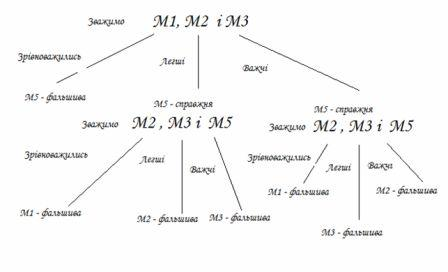 Зважимо М1, М2 і М3
Зрівноважились
Легші
Важчі
М5 - фальшива
М5 - справжня
Зважимо М2 , М3 і М5
М5 - справжня
Зважимо М2 , М3 і М5
Зрівноважились
Легші
Важчі
Зрівноважились
Легші
Важчі
М1 - фальшива
М2 - фальшива
М3 - фальшива
М1 - фальшива
М3 - фальшива
М2 - фальшива